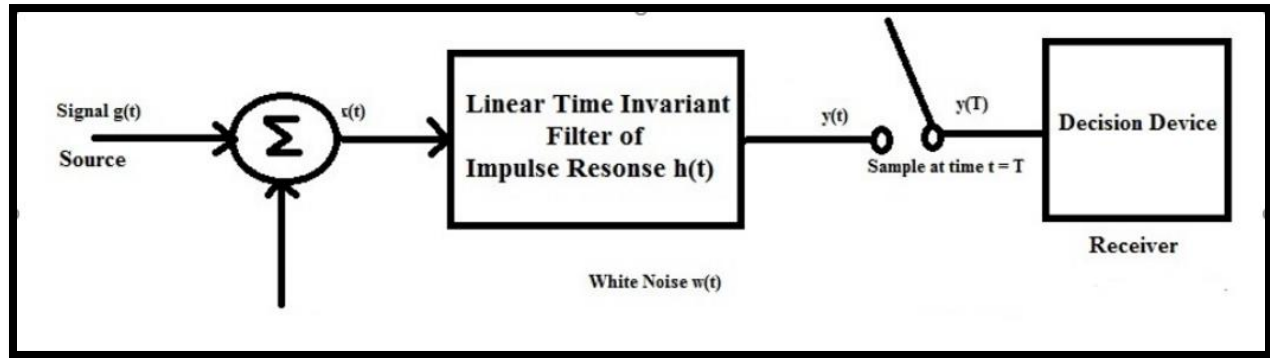 Signal g(t)
Source
Σ
x(t)
Linear Time Invariant
Filter of
Impulse Resonse h(t)
y(t)
y(T)
Sample at time t = T
Decision Device
Receiver
White Noise w(t)